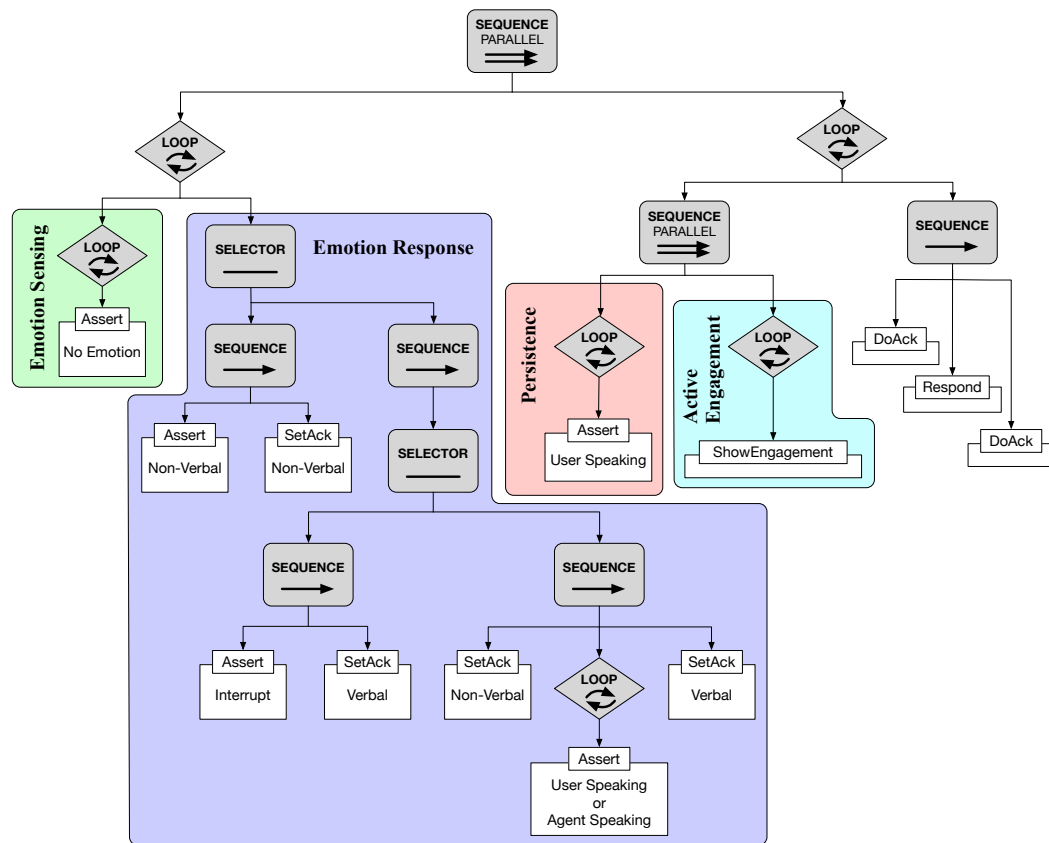 SEQUENCE
PARALLEL
LOOP
LOOP
Emotion Sensing
LOOP
Assert
No Emotion
Emotion Response
SELECTOR
SEQUENCE
SEQUENCE
Assert
Non-Verbal
SetAck
Non-Verbal
SELECTOR
SEQUENCE
SEQUENCE
Assert
Interrupt
SetAck
Verbal
SetAck
Non-Verbal
LOOP
SetAck
Verbal
Assert
User Speaking
or
Agent Speaking
SEQUENCE
PARALLEL
SEQUENCE
Persistence
LOOP
Assert
User Speaking
Active
Engagement
LOOP
ShowEngagement
DoAck
Respond
DoAck